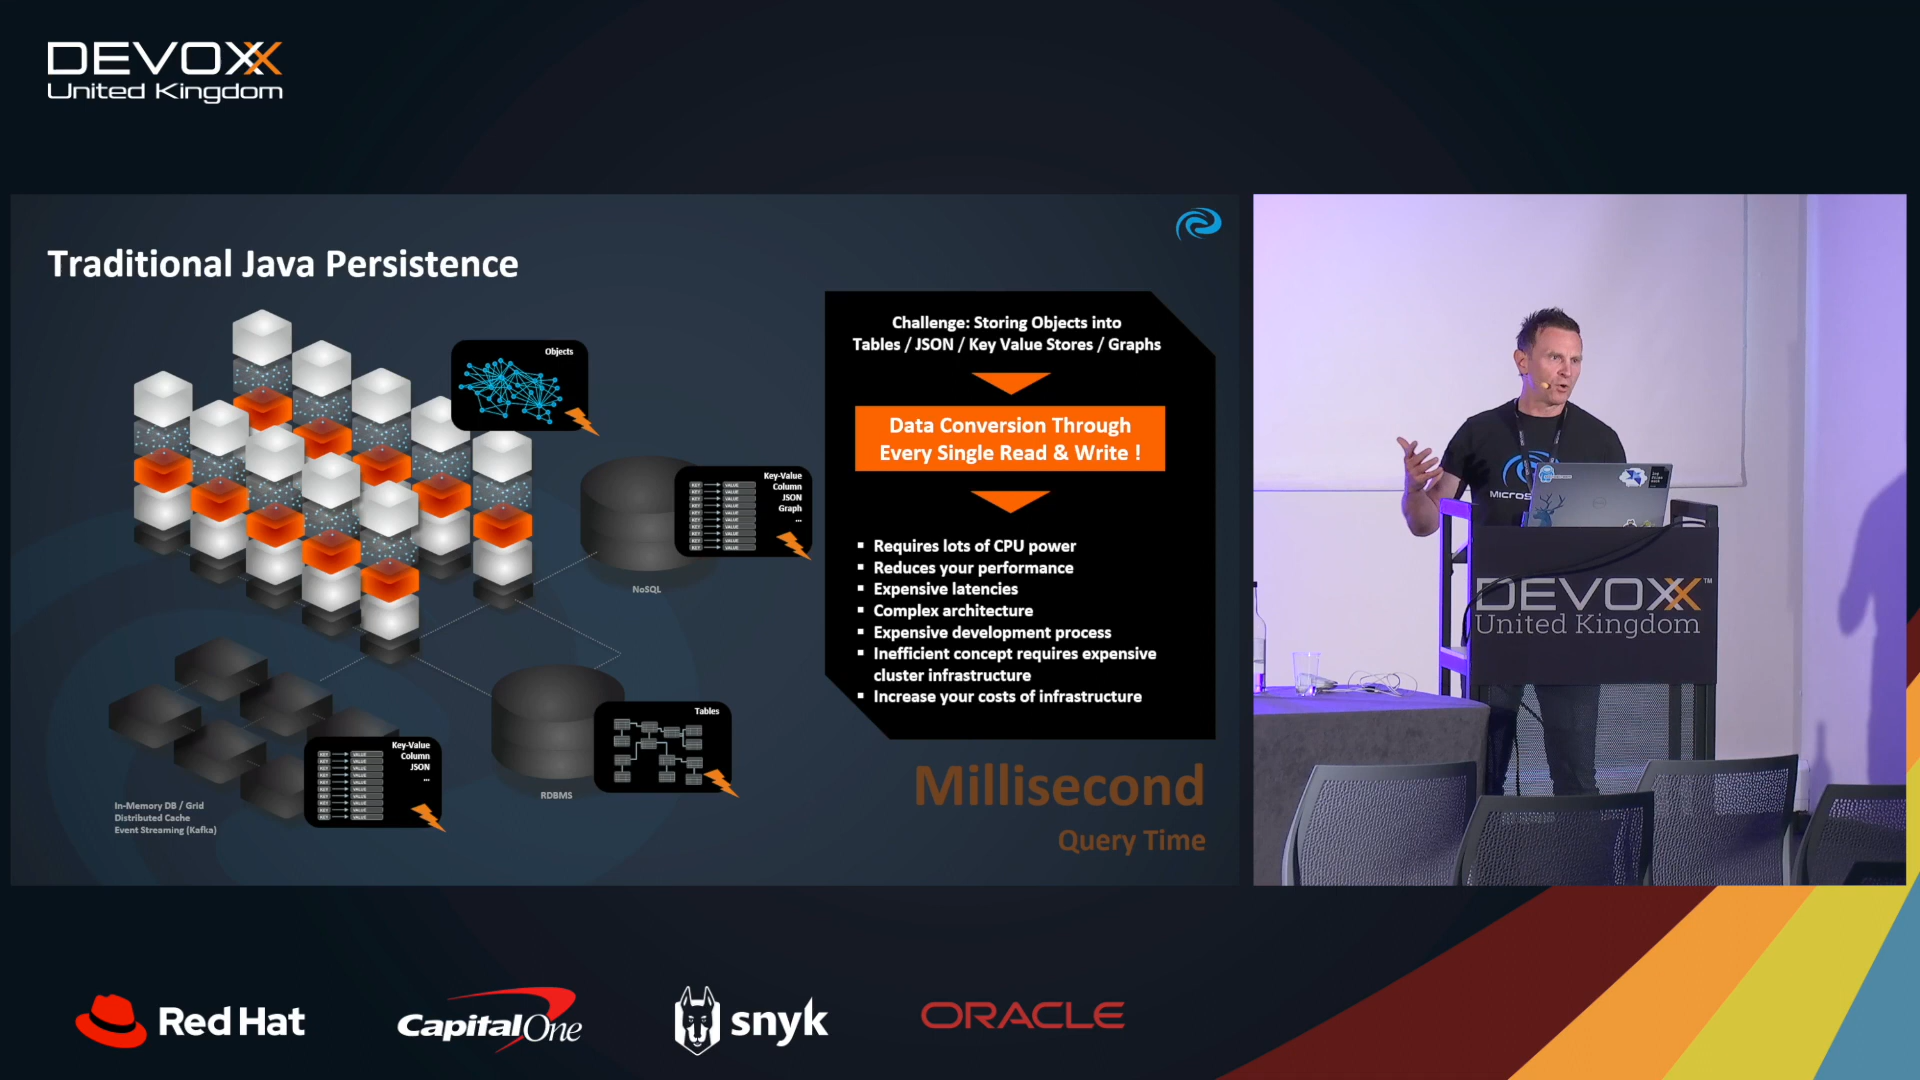 DEVOXX
United Kingdom
Traditional Java Persistence
Objects
Key-Value
Column
JSON
Graph
...
NoSQL
Tables
RDBMS
Key-Value
Column
JSON
...
In-Memory DB / Grid
Distributed Cache
Event Streaming (Kafka)
Challenge: Storing Objects into
Tables / JSON / Key Value Stores / Graphs
Data Conversion Through
Every Single Read & Write !
▪ Requires lots of CPU power
▪ Reduces your performance
▪ Expensive latencies
▪ Complex architecture
▪ Expensive development process
▪ Inefficient concept requires expensive
cluster infrastructure
▪ Increase your costs of infrastructure
Millisecond
Query Time
DEVOXX™
United Kingdom
Red Hat
Capital One
snyk
ORACLE